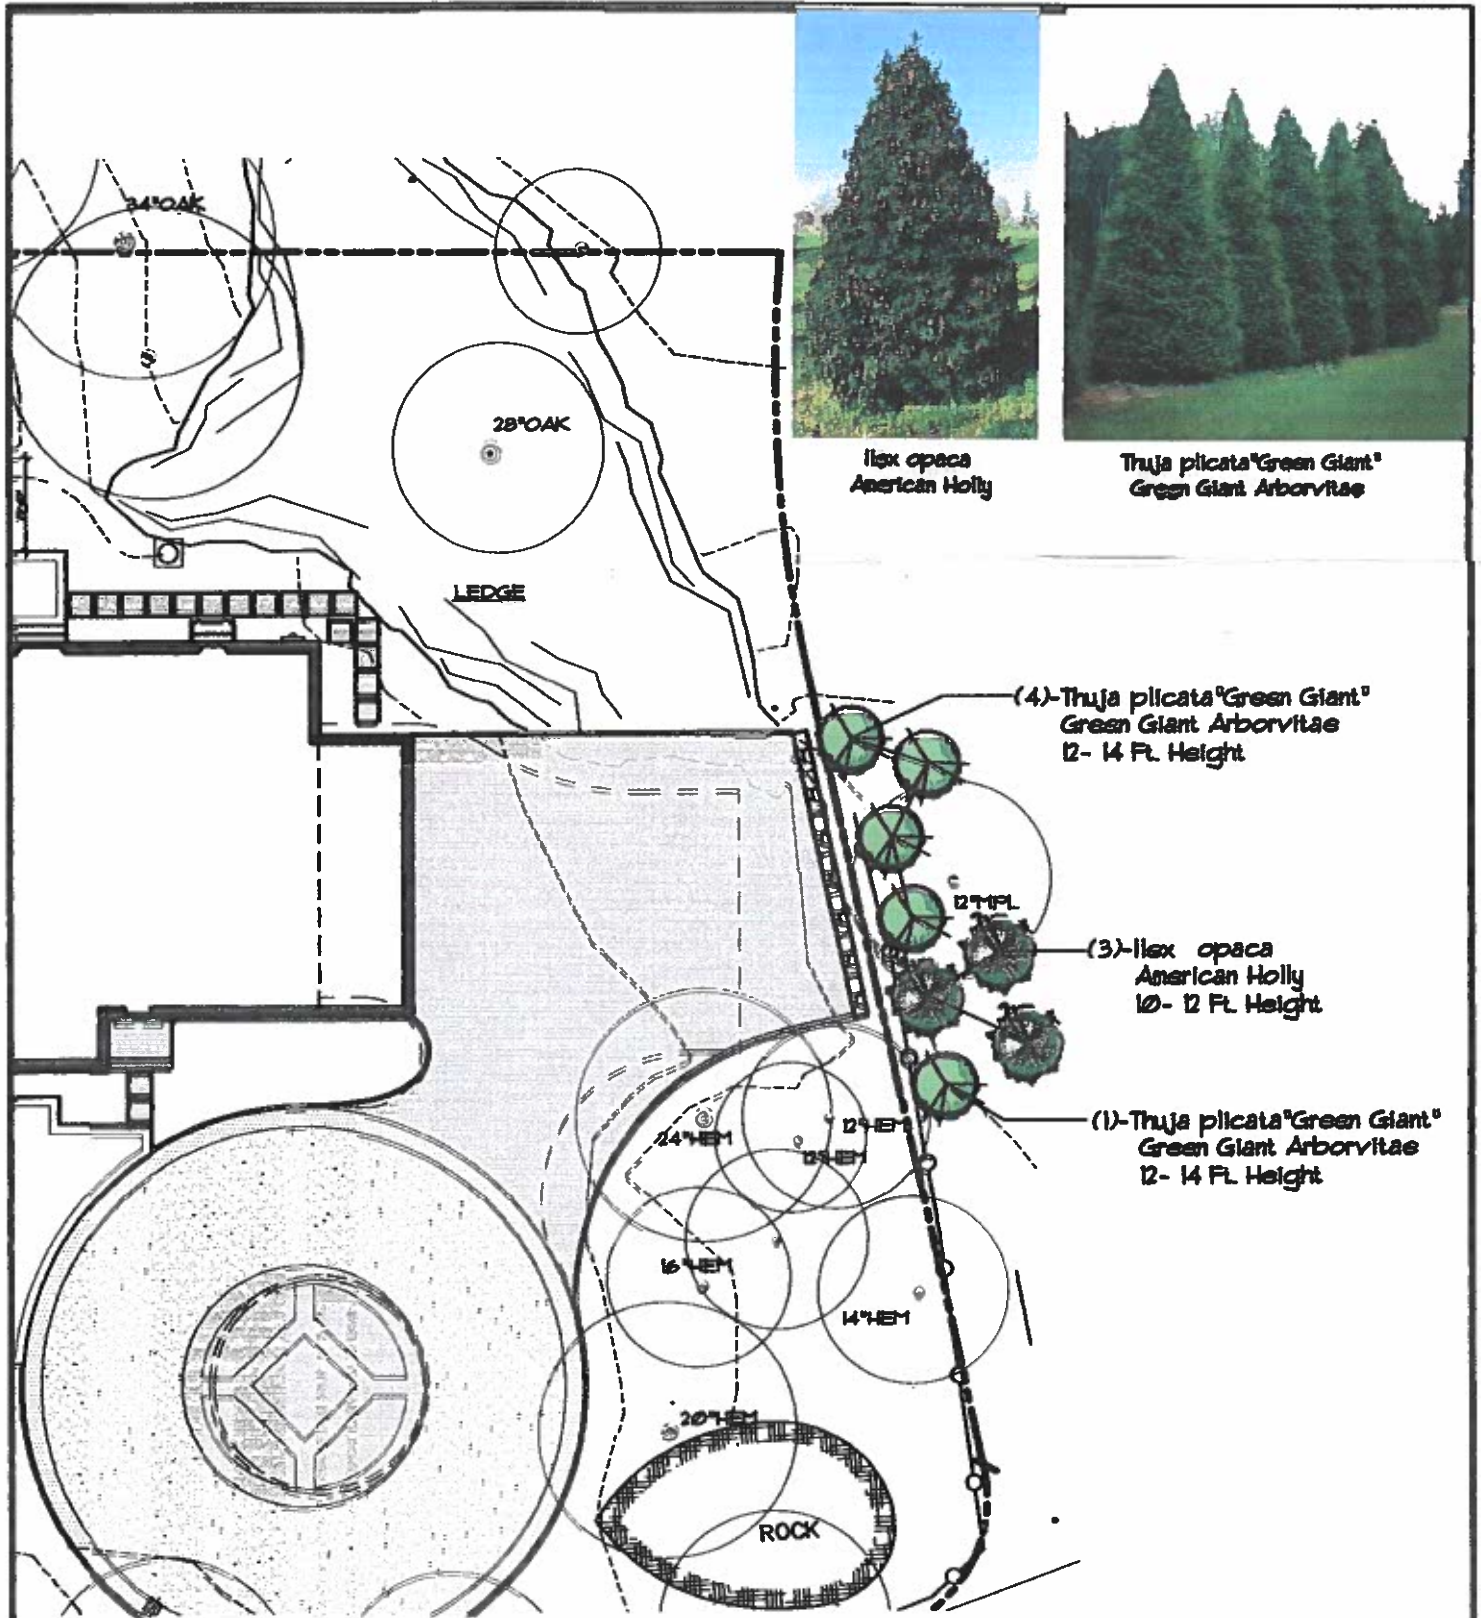 34"OAK
28"OAK
Ilex opaca
American Holly
Thuja plicata"Green Giant"
Green Giant Arborvitae
LEDGE
(4)-Thuja plicata"Green Giant"
Green Giant Arborvitae
12- 14 Ft. Height
12"MPL
(3)-Ilex opaca
American Holly
10- 12 Ft. Height
24"HEM
12"HEM
12"HEM
(1)-Thuja plicata"Green Giant"
Green Giant Arborvitae
12- 14 Ft. Height
16"HEM
14"HEM
20"HEM
ROCK